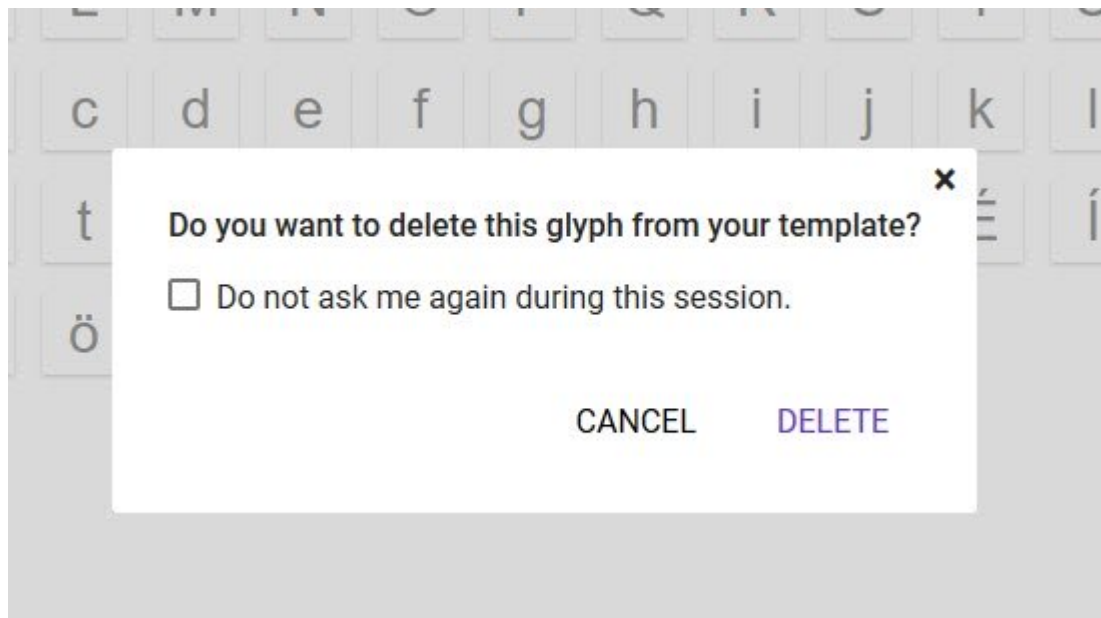 c d e f g h i j k l
×
t É Í
Do you want to delete this glyph from your template?
Do not ask me again during this session.
ö
CANCEL DELETE